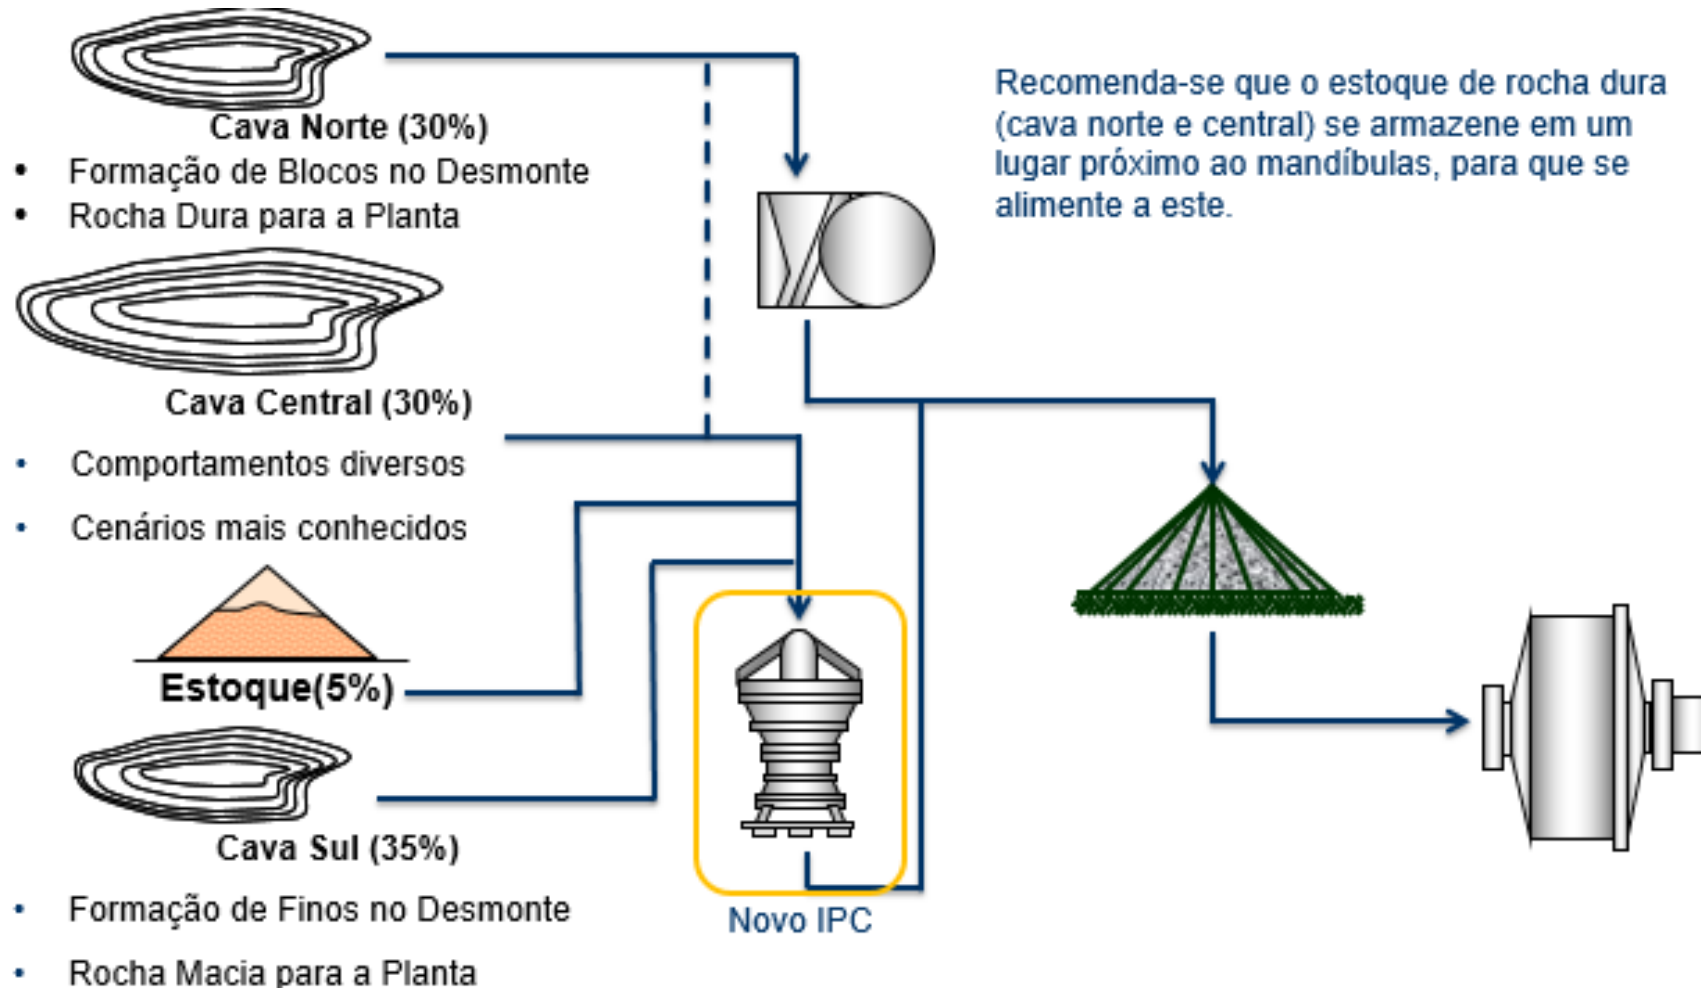 Recomenda-se que o estoque de rocha dura
(cava norte e central) se armazene em um
lugar próximo ao mandíbulas, para que se
alimente a este.
Cava Norte (30%)
• Formação de Blocos no Desmonte
• Rocha Dura para a Planta
Cava Central (30%)
• Comportamentos diversos
• Cenários mais conhecidos
Estoque(5%)
Cava Sul (35%)
• Formação de Finos no Desmonte
• Rocha Macia para a Planta
Novo IPC